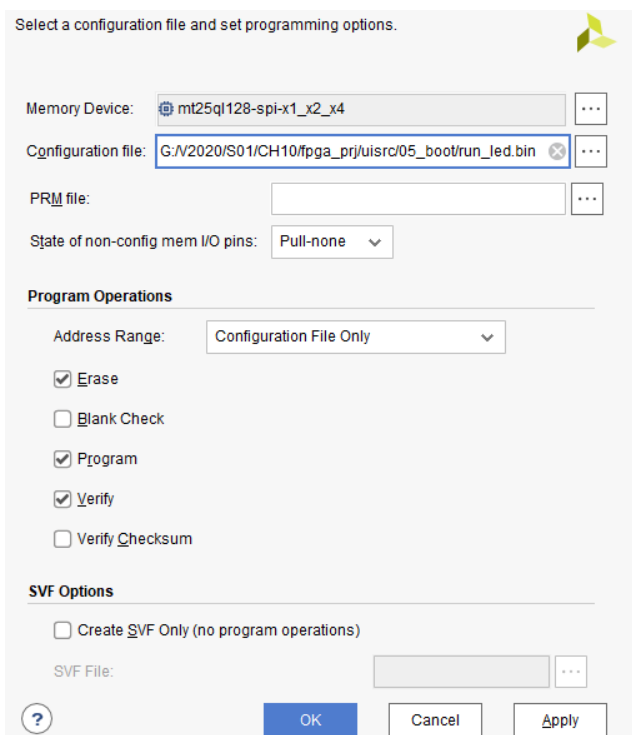 Select a configuration file and set programming options.
Memory Device: mt25ql128-spi-x1_x2_x4 ...
Configuration file: G:/V2020/S01/CH10/fpga_prj/uisrc/05_boot/run_led.bin ...
PRM file: ...
State of non-config mem I/O pins: Pull-none
Program Operations
Address Range: Configuration File Only
Erase
Blank Check
Program
Verify
Verify Checksum
SVF Options
Create SVF Only (no program operations)
SVF File: ...
? OK Cancel Apply